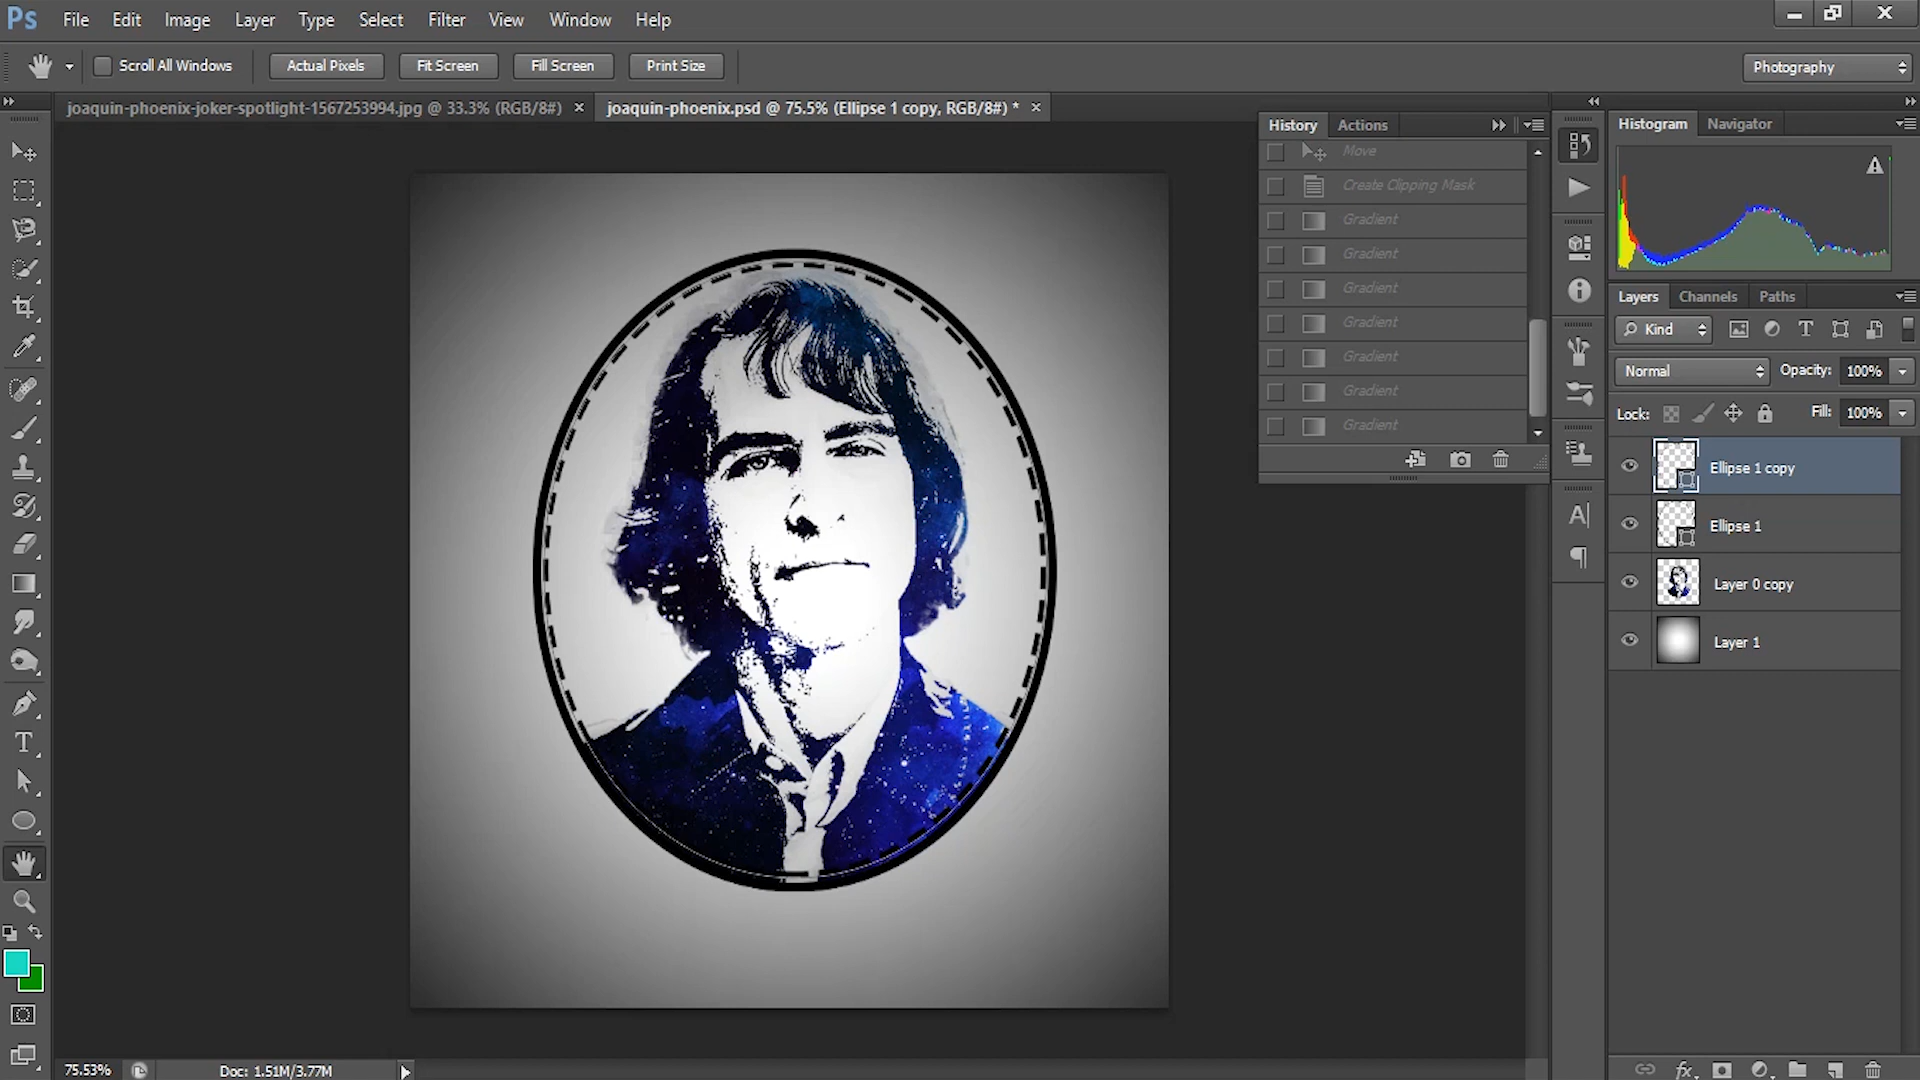 Ps File Edit Image Layer Type Select Filter View Window Help
Scroll All Windows Actual Pixels Fit Screen Fill Screen Print Size Photography
joaquin-phoenix-joker-spotlight-1567253994.jpg @ 33.3% (RGB/8#) × joaquin-phoenix.psd @ 75.5% (Ellipse 1 copy, RGB/8#) * ×
History Actions
Move
Create Clipping Mask
Gradient
Gradient
Gradient
Gradient
Gradient
Gradient
Gradient
Histogram Navigator
Layers Channels Paths
Kind
Normal Opacity: 100%
Lock: Fill: 100%
Ellipse 1 copy
Ellipse 1
Layer 0 copy
Layer 1
75.53% Doc: 1.51M/3.77M